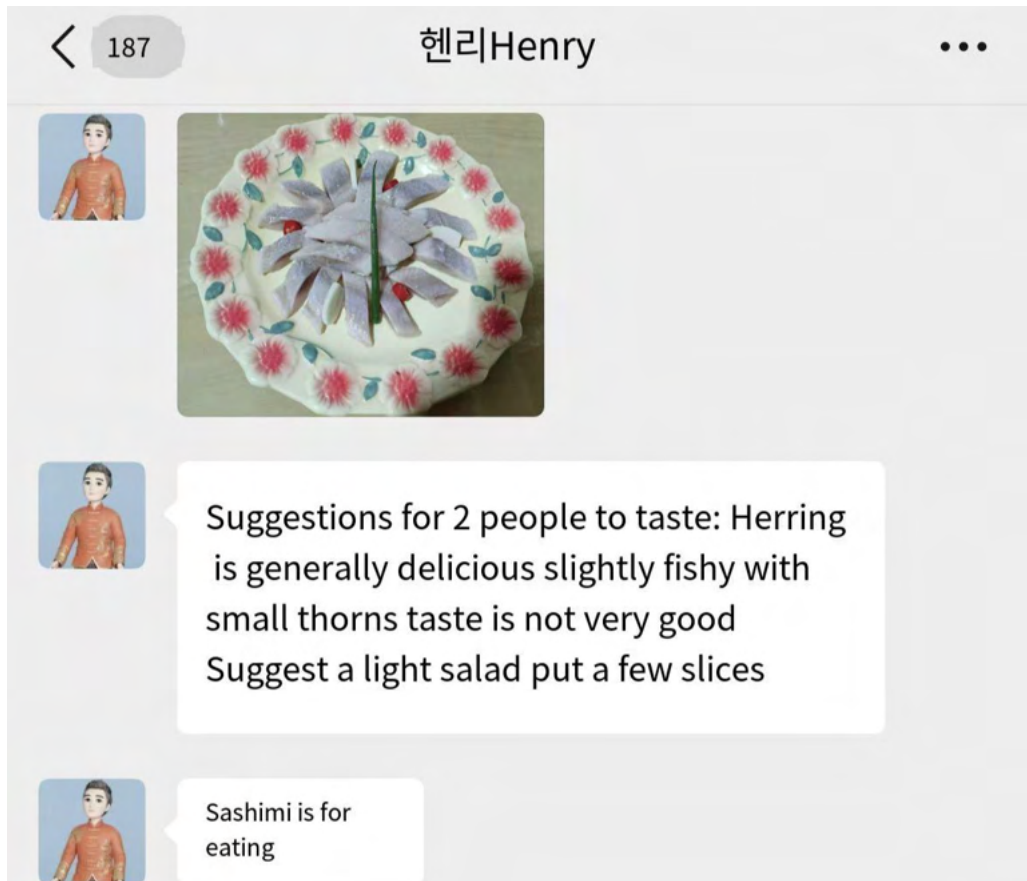 187
헨리Henry
Suggestions for 2 people to taste: Herring
is generally delicious slightly fishy with
small thorns taste is not very good
Suggest a light salad put a few slices
Sashimi is for
eating